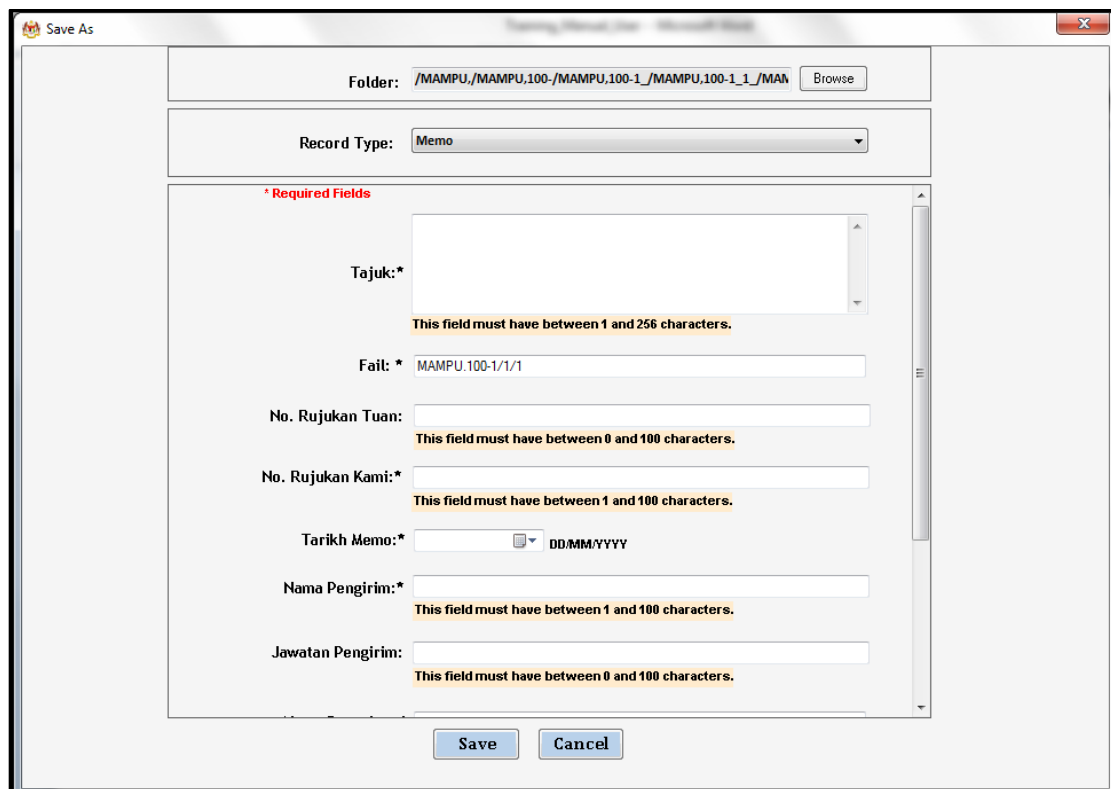 Save As
Training_Manual_User - Microsoft Word
Folder: /MAMPU,/MAMPU,100-/MAMPU,100-1_/MAMPU,100-1_1_/MAM Browse
Record Type: Memo
* Required Fields
Tajuk:*
This field must have between 1 and 256 characters.
Fail: * MAMPU.100-1/1/1
No. Rujukan Tuan:
This field must have between 0 and 100 characters.
No. Rujukan Kami:*
This field must have between 1 and 100 characters.
Tarikh Memo:* DD/MM/YYYY
Nama Pengirim:*
This field must have between 1 and 100 characters.
Jawatan Pengirim:
This field must have between 0 and 100 characters.
Save Cancel